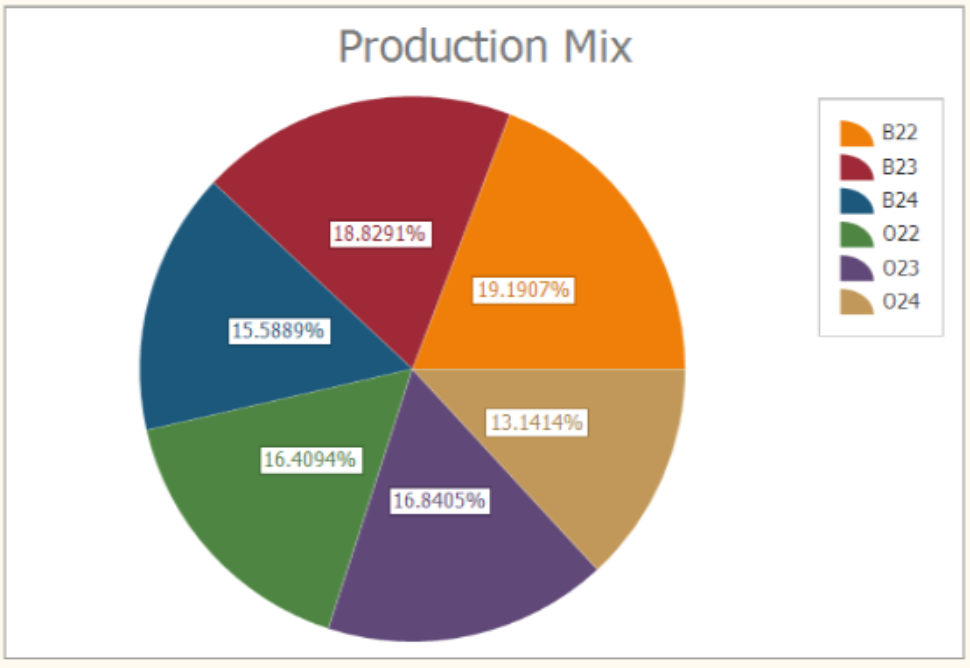 Production Mix
B22
B23
B24
O22
O23
O24
18.8291%
19.1907%
15.5889%
13.1414%
16.4094%
16.8405%